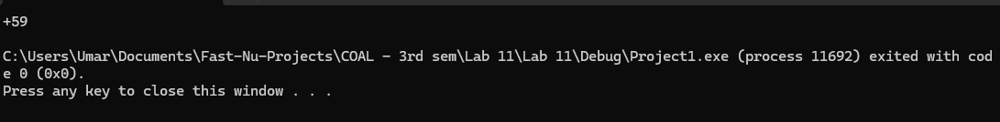 +59
C:\Users\Umar\Documents\Fast-Nu-Projects\COAL - 3rd sem\Lab 11\Lab 11\Debug\Project1.exe (process 11692) exited with cod
e 0 (0x0).
Press any key to close this window . . .